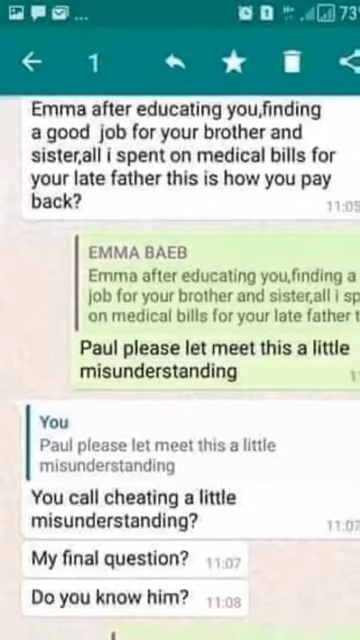 73
1
Emma after educating you,finding
a good job for your brother and
sister,all i spent on medical bills for
your late father this is how you pay
back?
11:05
EMMA BAEB
Emma after educating you,finding a
job for your brother and sister,all i sp
on medical bills for your late father t
Paul please let meet this a little
misunderstanding
You
Paul please let meet this a little
misunderstanding
You call cheating a little
misunderstanding?
11:07
My final question? 11:07
Do you know him? 11:08